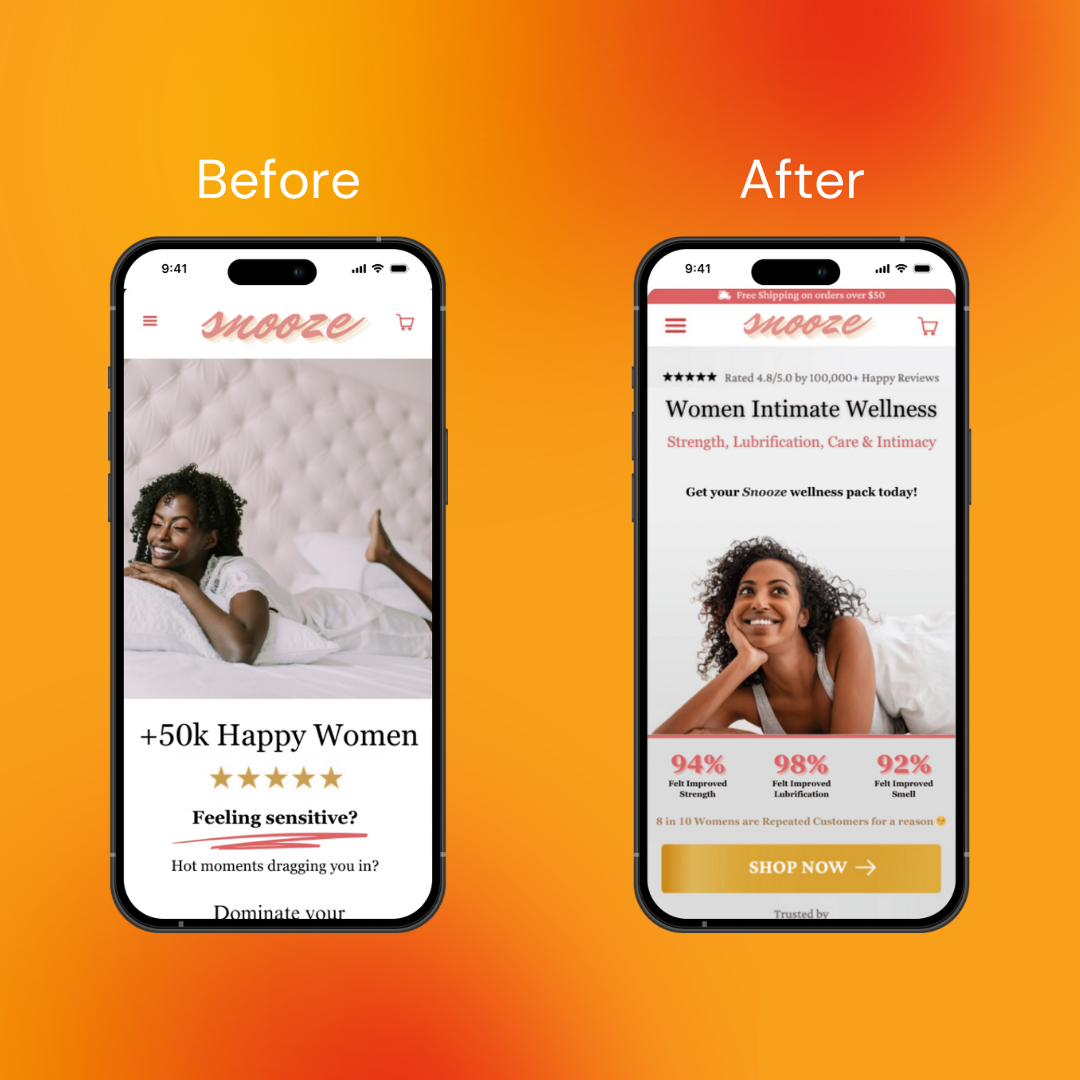 Before
9:41
snooze
+50k Happy Women
Feeling sensitive?
Hot moments dragging you in?
Dominate your
After
9:41
Free Shipping on orders over $50
snooze
Rated 4.8/5.0 by 100,000+ Happy Reviews
Women Intimate Wellness
Strength, Lubrification, Care & Intimacy
Get your Snooze wellness pack today!
94% 98% 92%
Felt Improved Felt Improved Felt Improved
Strength Lubrification Smell
8 in 10 Womens are Repeated Customers for a reason
SHOP NOW →
Trusted by